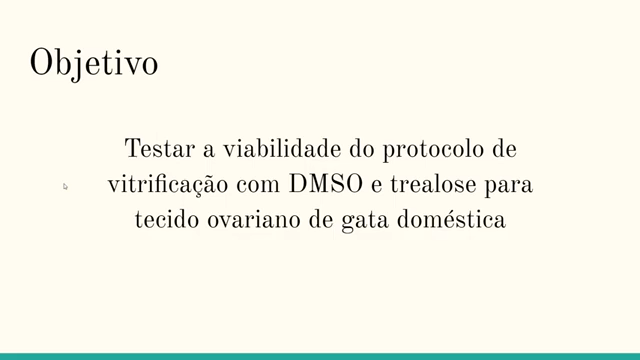 Objetivo
Testar a viabilidade do protocolo de
vitrificação com DMSO e trealose para
tecido ovariano de gata doméstica